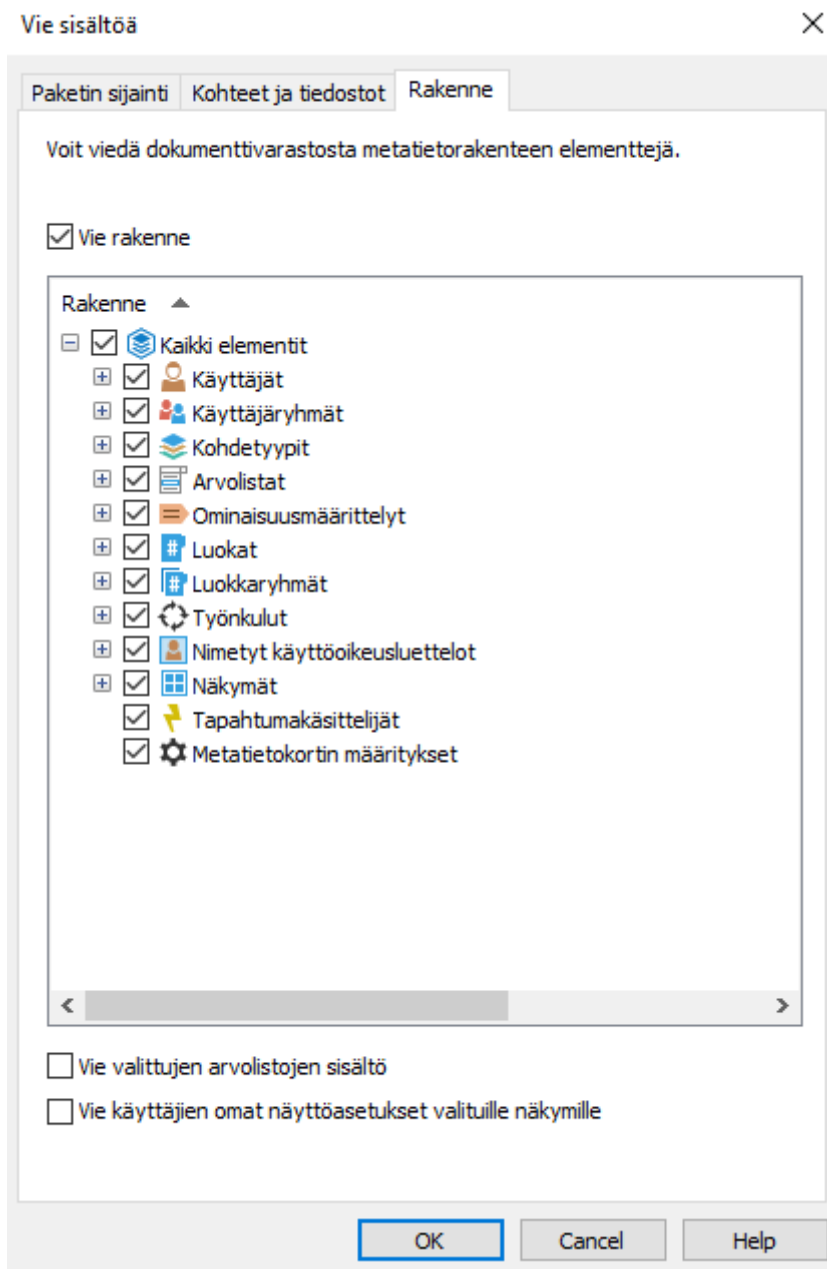 Vie sisältöä
Paketin sijainti Kohteet ja tiedostot Rakenne
Voit viedä dokumenttivarastosta metatietorakenteen elementtejä.
Vie rakenne
Rakenne
Kaikki elementit
Käyttäjät
Käyttäjäryhmät
Kohdetyypit
Arvolistat
Ominaisuusmäärittelyt
Luokat
Luokkaryhmät
Työnkulut
Nimetyt käyttöoikeusluettelot
Näkymät
Tapahtumakäsittelijät
Metatietokortin määritykset
Vie valittujen arvolistojen sisältö
Vie käyttäjien omat näyttöasetukset valituille näkymille
OK Cancel Help